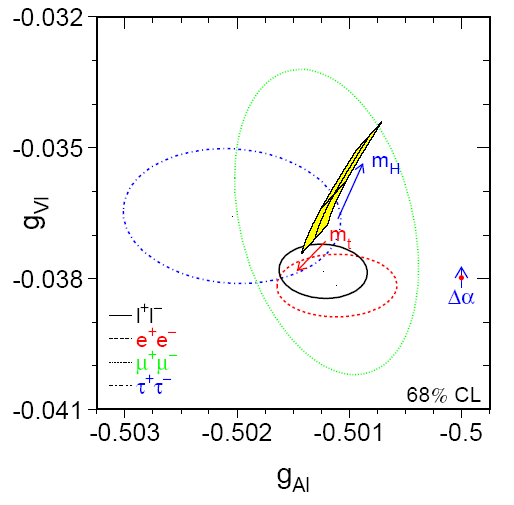 -0.032
-0.035
-0.038
-0.041
g_Vl
m_H
m_t
Δα
l⁺l⁻
e⁺e⁻
μ⁺μ⁻
τ⁺τ⁻
68% CL
-0.503 -0.502 -0.501 -0.5
g_Al